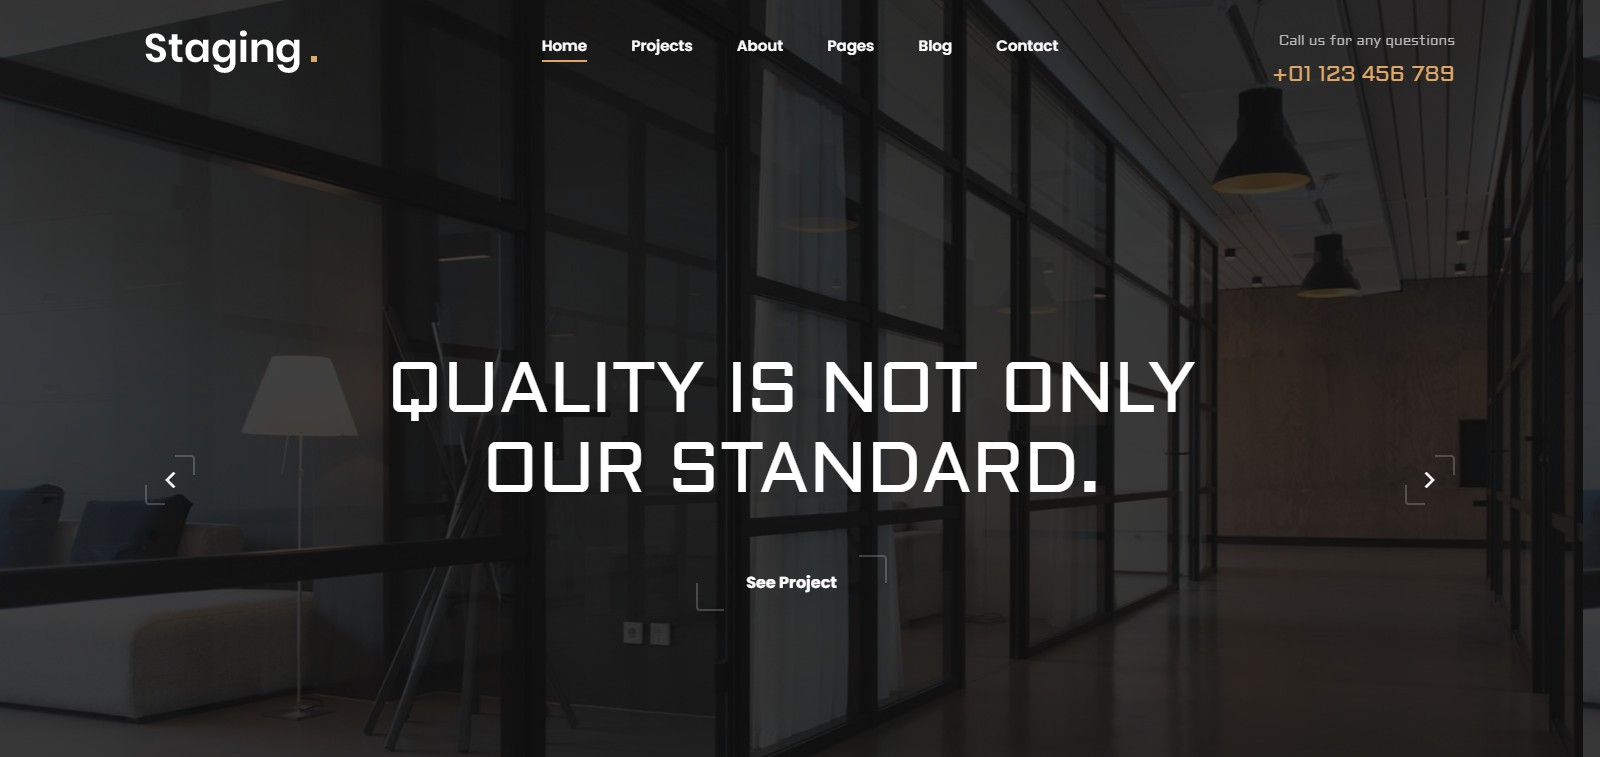 Staging .
Home Projects About Pages Blog Contact
Call us for any questions
+01 123 456 789
QUALITY IS NOT ONLY
OUR STANDARD.
See Project